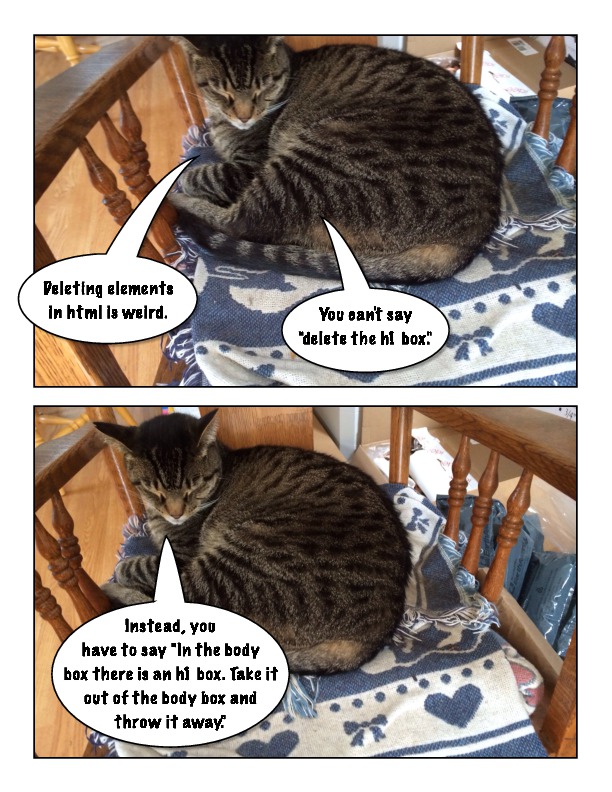 Deleting elements
in html is weird.
You can't say
"delete the h1 box."
Instead, you
have to say "In the body
box there is an h1 box. Take it
out of the body box and
throw it away."